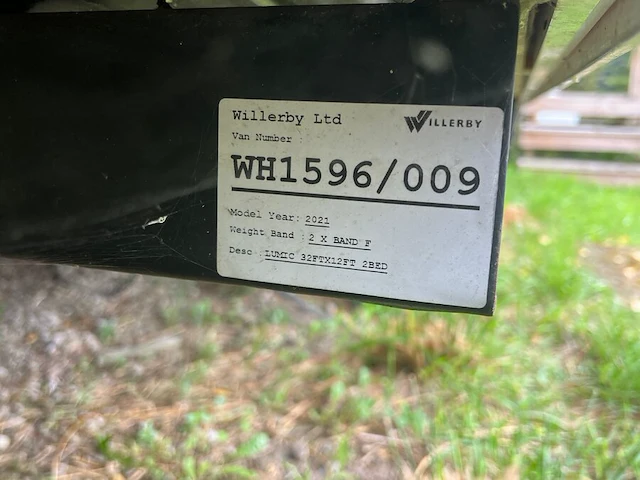 Willerby Ltd
WILLERBY
Van Number :
WH1596/009
Model Year: 2021
Weight Band : 2 X BAND F
Desc : LUMIC 32FTX12FT 2BED